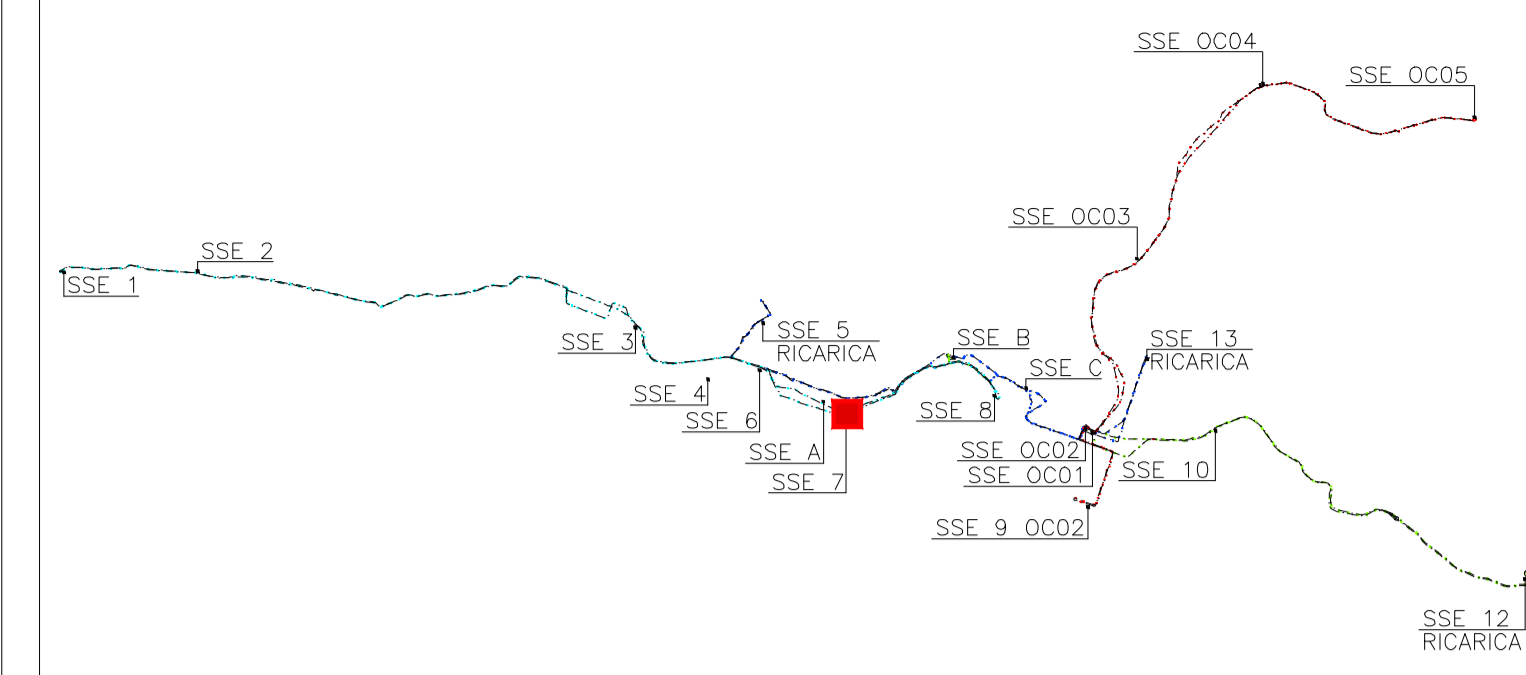 SSE OC04
SSE OC05
SSE OC03
SSE 2
SSE 1
SSE 5
RICARICA
SSE 3
SSE B
SSE 13
RICARICA
SSE C
SSE 4
SSE 6
SSE 8
SSE A
SSE OC02
SSE OC01
SSE 10
SSE 7
SSE 9 OC02
SSE 12
RICARICA